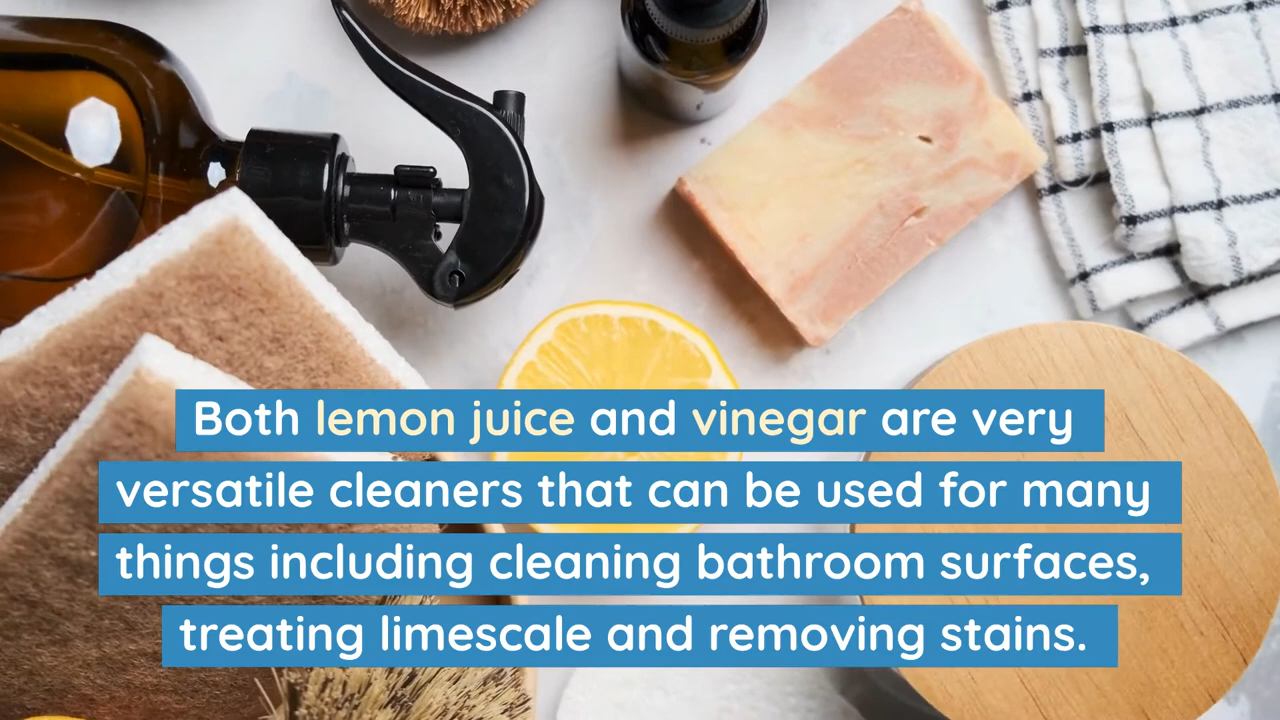 Both lemon juice and vinegar are very
versatile cleaners that can be used for many
things including cleaning bathroom surfaces,
treating limescale and removing stains.